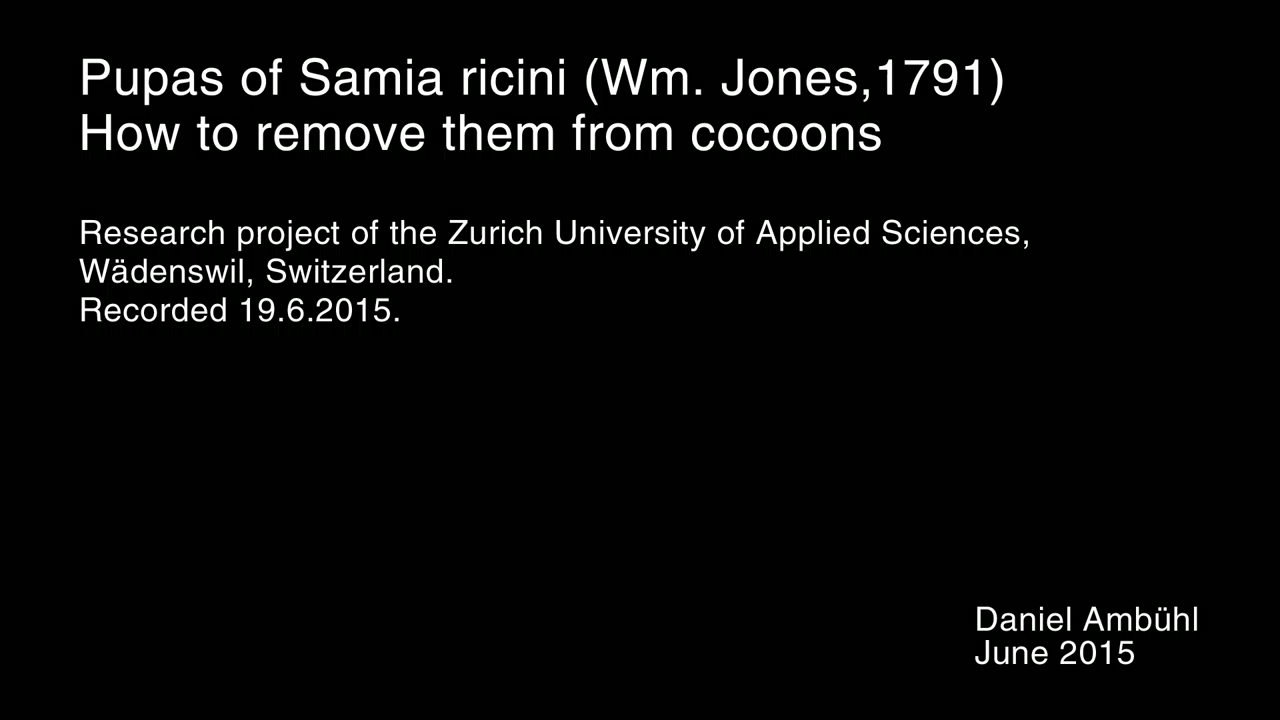 Pupas of Samia ricini (Wm. Jones,1791)
How to remove them from cocoons
Research project of the Zurich University of Applied Sciences,
Wädenswil, Switzerland.
Recorded 19.6.2015.
Daniel Ambühl
June 2015